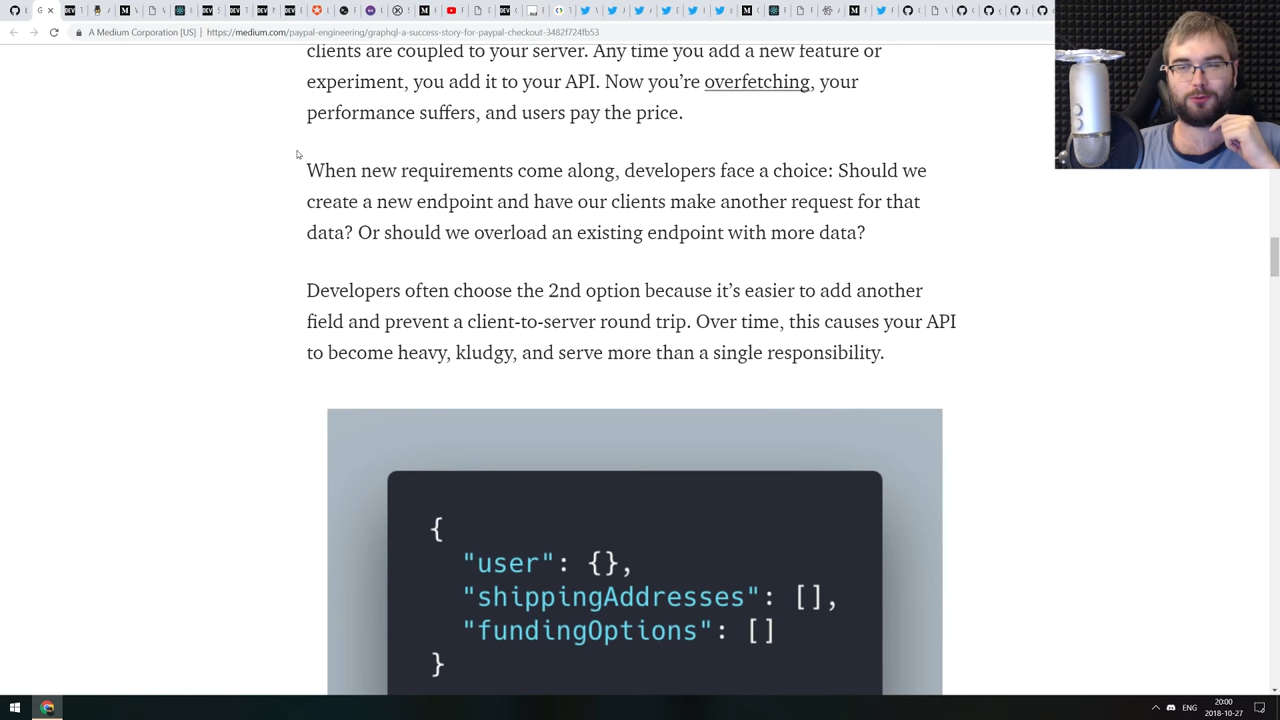 A Medium Corporation [US] | https://medium.com/paypal-engineering/graphql-a-success-story-for-paypal-checkout-3482f724fb53
clients are coupled to your server. Any time you add a new feature or
experiment, you add it to your API. Now you’re overfetching, your
performance suffers, and users pay the price.
When new requirements come along, developers face a choice: Should we
create a new endpoint and have our clients make another request for that
data? Or should we overload an existing endpoint with more data?
Developers often choose the 2nd option because it’s easier to add another
field and prevent a client-to-server round trip. Over time, this causes your API
to become heavy, kludgy, and serve more than a single responsibility.
{
"user": {},
"shippingAddresses": [],
"fundingOptions": []
}
ENG
20:00
2018-10-27